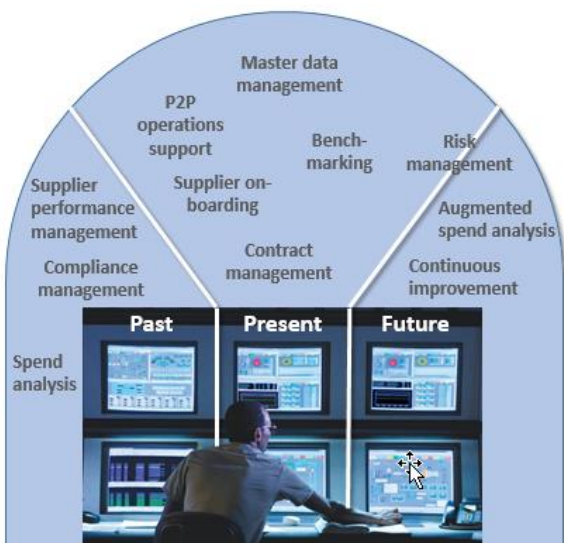 Master data
management
P2P
operations
support
Bench-
marking
Risk
management
Supplier
performance
management
Supplier on-
boarding
Augmented
spend analysis
Compliance
management
Contract
management
Continuous
improvement
Past
Present
Future
Spend
analysis